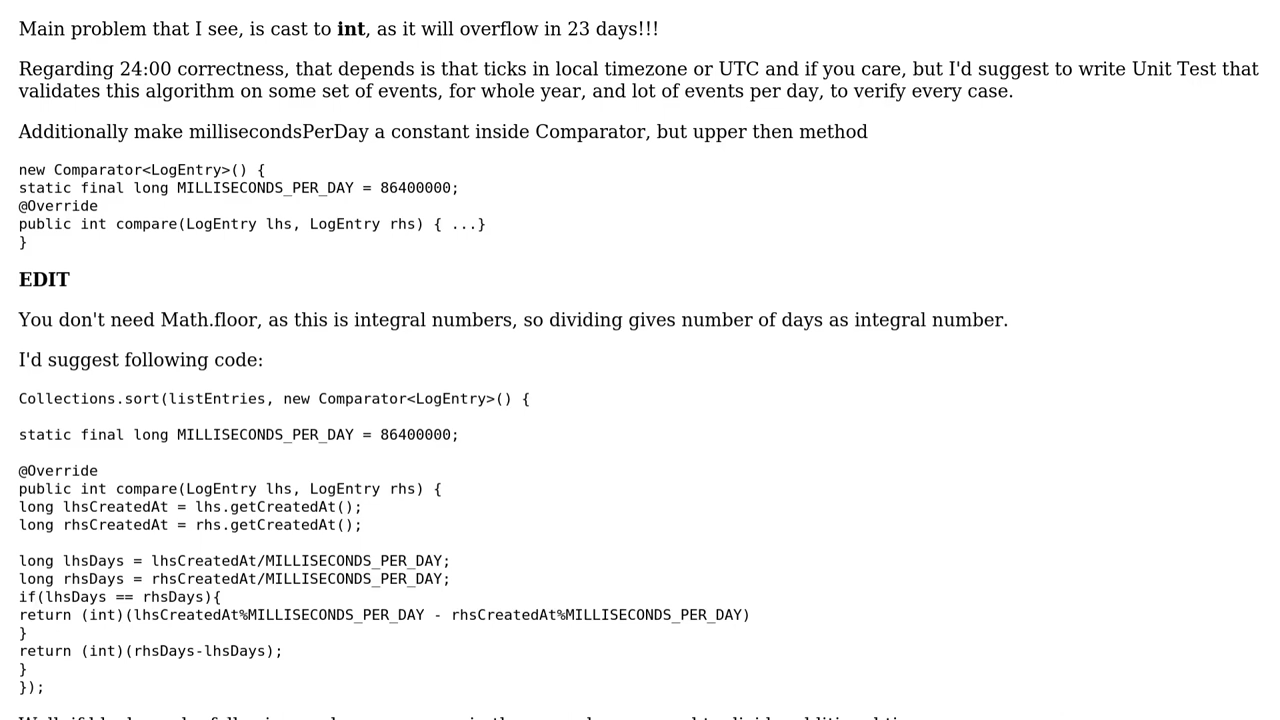 Main problem that I see, is cast to int, as it will overflow in 23 days!!!
Regarding 24:00 correctness, that depends is that ticks in local timezone or UTC and if you care, but I'd suggest to write Unit Test that
validates this algorithm on some set of events, for whole year, and lot of events per day, to verify every case.
Additionally make millisecondsPerDay a constant inside Comparator, but upper then method
new Comparator<LogEntry>() {
static final long MILLISECONDS_PER_DAY = 86400000;
@Override
public int compare(LogEntry lhs, LogEntry rhs) { ...}
}
EDIT
You don't need Math.floor, as this is integral numbers, so dividing gives number of days as integral number.
I'd suggest following code:
Collections.sort(listEntries, new Comparator<LogEntry>() {
static final long MILLISECONDS_PER_DAY = 86400000;
@Override
public int compare(LogEntry lhs, LogEntry rhs) {
long lhsCreatedAt = lhs.getCreatedAt();
long rhsCreatedAt = rhs.getCreatedAt();
long lhsDays = lhsCreatedAt/MILLISECONDS_PER_DAY;
long rhsDays = rhsCreatedAt/MILLISECONDS_PER_DAY;
if(lhsDays == rhsDays){
return (int)(lhsCreatedAt%MILLISECONDS_PER_DAY - rhsCreatedAt%MILLISECONDS_PER_DAY)
}
return (int)(rhsDays-lhsDays);
}
});